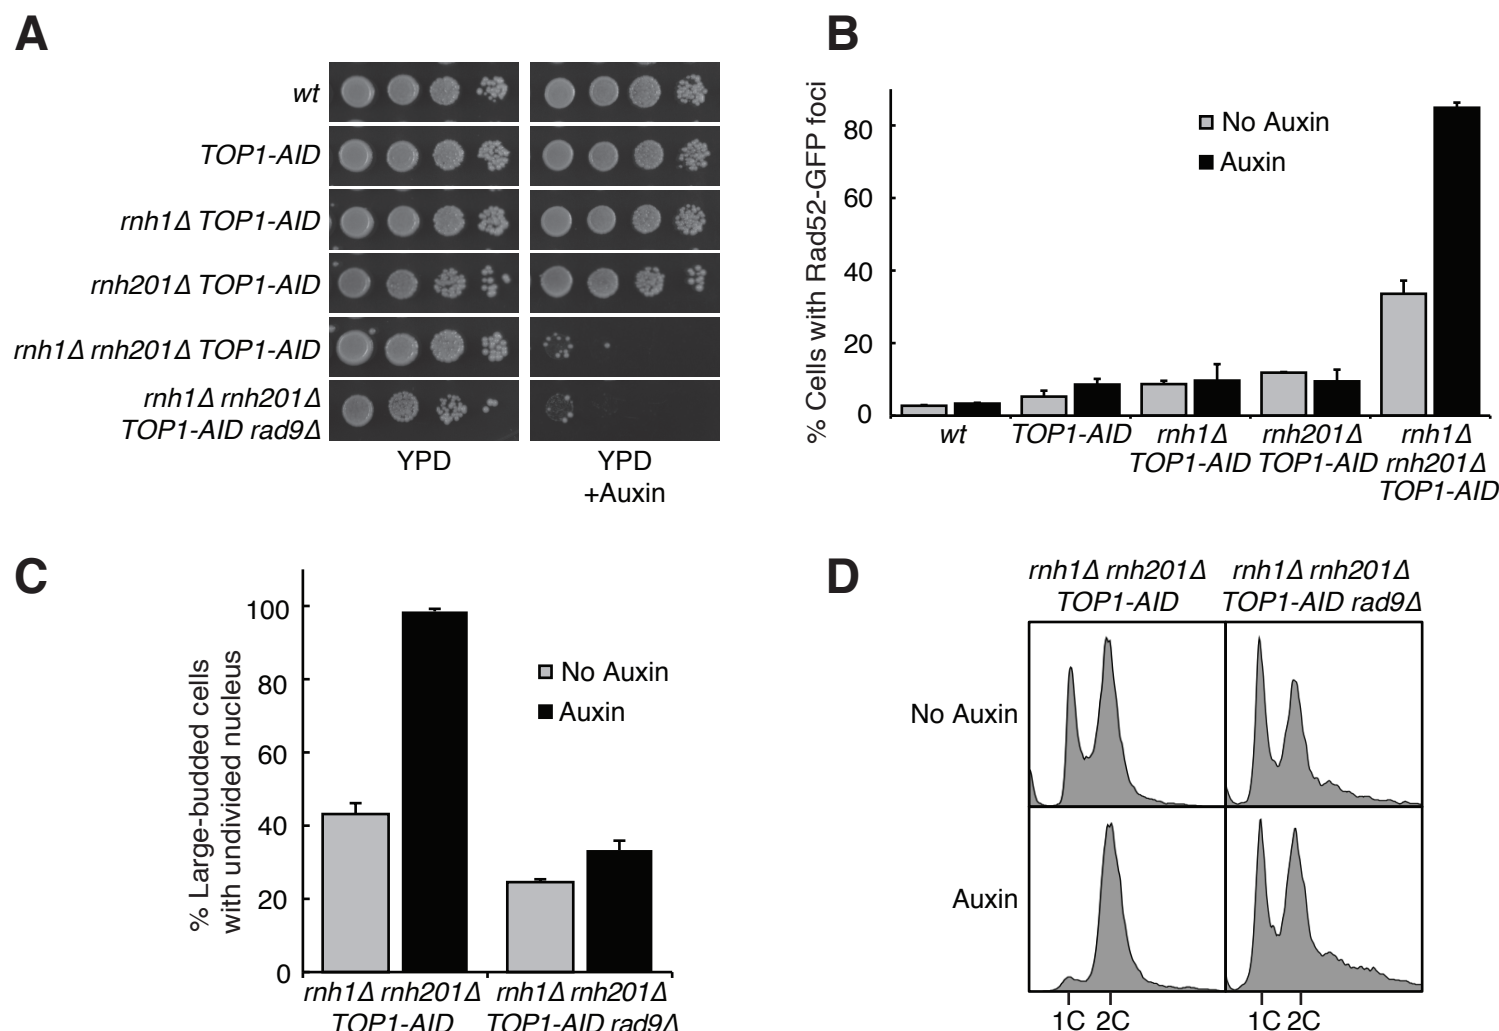 A
wt
TOP1-AID
rnh1Δ TOP1-AID
rnh201Δ TOP1-AID
rnh1Δ rnh201Δ TOP1-AID
rnh1Δ rnh201Δ
TOP1-AID rad9Δ
YPD
YPD
+Auxin
B
% Cells with Rad52-GFP foci
80
60
40
20
0
No Auxin
Auxin
wt
TOP1-AID
rnh1Δ
TOP1-AID
rnh201Δ
TOP1-AID
rnh1Δ
rnh201Δ
TOP1-AID
C
% Large-budded cells
with undivided nucleus
100
80
60
40
20
0
No Auxin
Auxin
rnh1Δ rnh201Δ
TOP1-AID
rnh1Δ rnh201Δ
TOP1-AID rad9Δ
D
rnh1Δ rnh201Δ
TOP1-AID
rnh1Δ rnh201Δ
TOP1-AID rad9Δ
No Auxin
Auxin
1C 2C
1C 2C